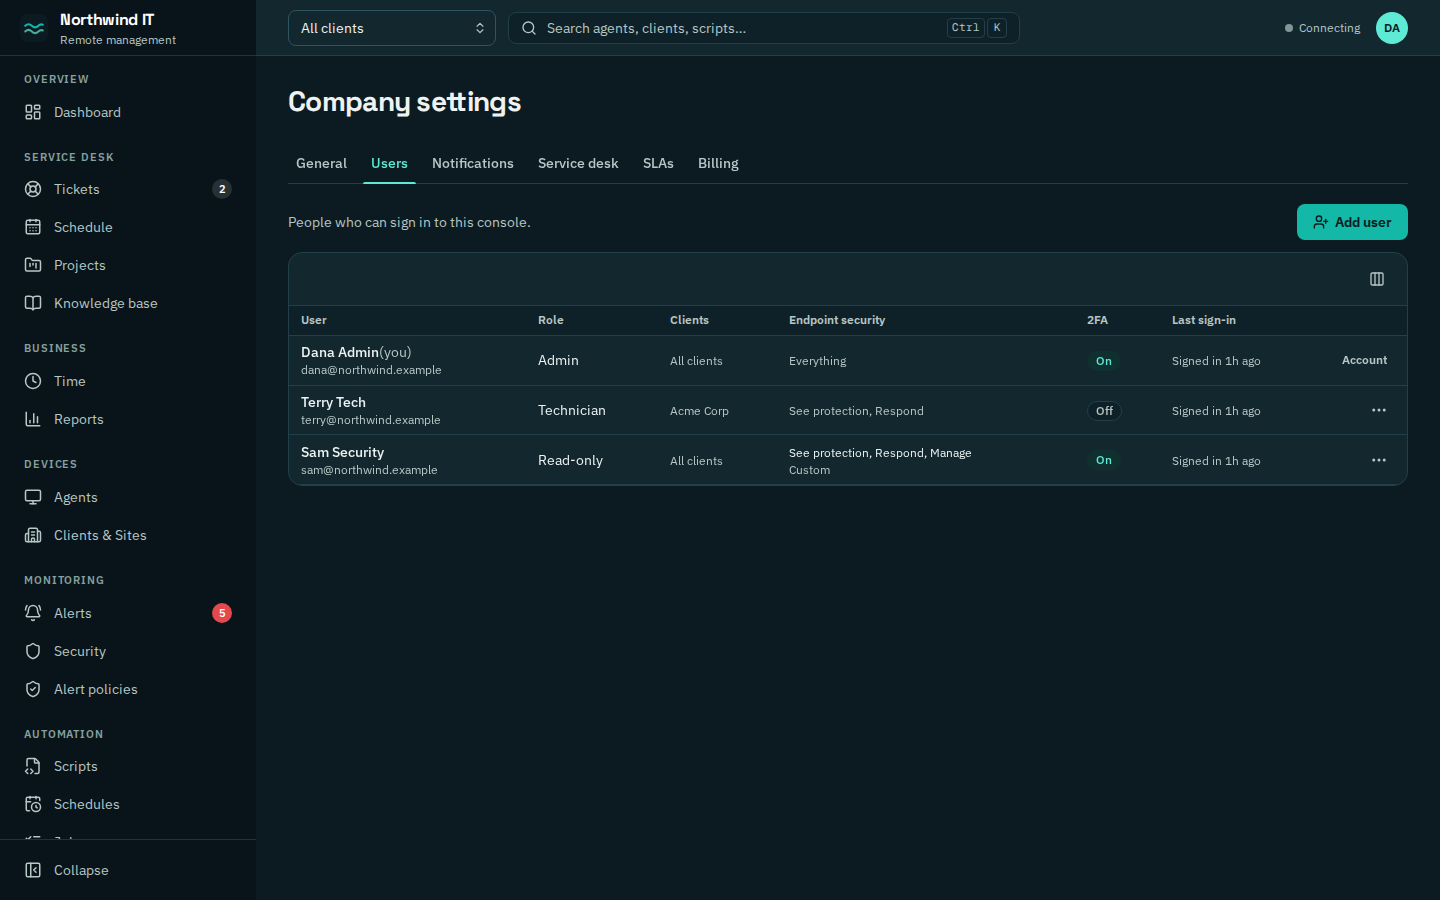 Northwind IT
Remote management
All clients
Search agents, clients, scripts...
Ctrl K
Connecting
DA
OVERVIEW
Dashboard
SERVICE DESK
Tickets 2
Schedule
Projects
Knowledge base
BUSINESS
Time
Reports
DEVICES
Agents
Clients & Sites
MONITORING
Alerts 5
Security
Alert policies
AUTOMATION
Scripts
Schedules
Collapse
Company settings
General Users Notifications Service desk SLAs Billing
People who can sign in to this console.
Add user
User Role Clients Endpoint security 2FA Last sign-in
Dana Admin(you)
dana@northwind.example
Admin All clients Everything On Signed in 1h ago Account
Terry Tech
terry@northwind.example
Technician Acme Corp See protection, Respond Off Signed in 1h ago
Sam Security
sam@northwind.example
Read-only All clients See protection, Respond, Manage
Custom
On Signed in 1h ago